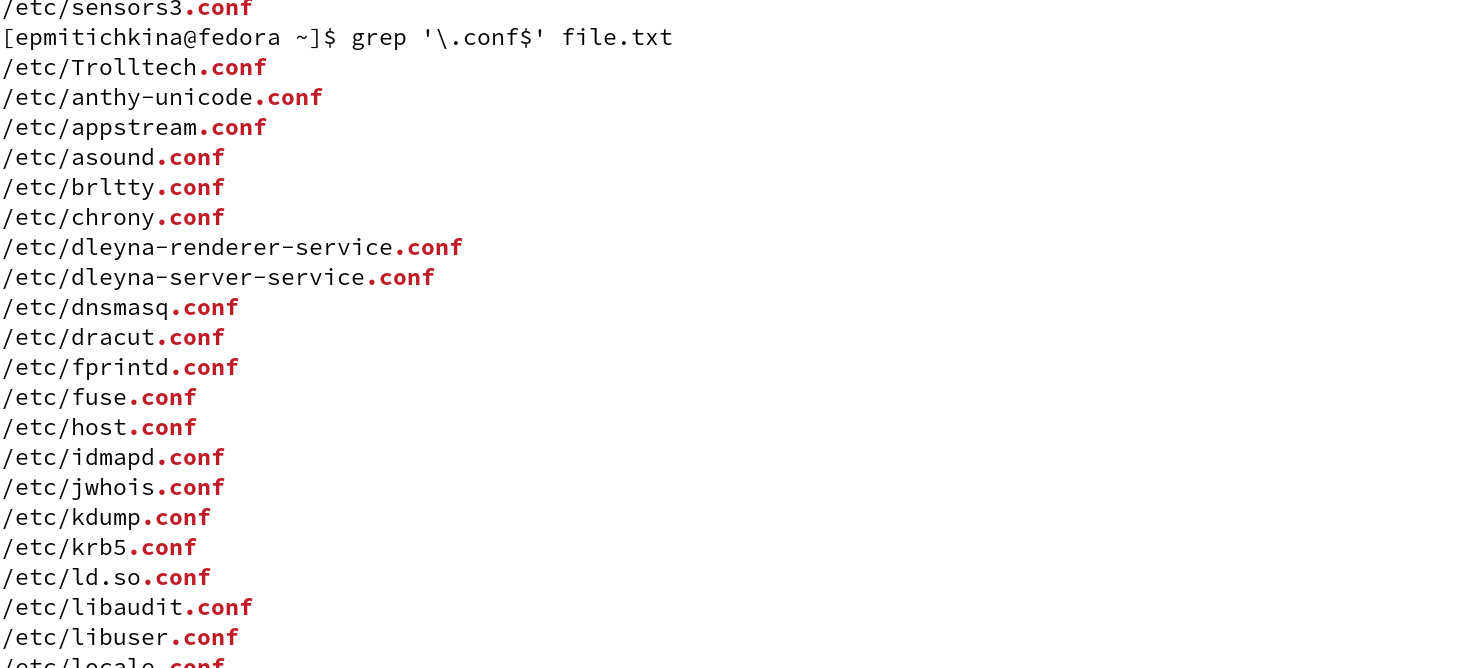 /etc/sensors3.conf
[epmitichkina@fedora ~]$ grep '\.conf$' file.txt
/etc/Trolltech.conf
/etc/anthy-unicode.conf
/etc/appstream.conf
/etc/asound.conf
/etc/brltty.conf
/etc/chrony.conf
/etc/dleyna-renderer-service.conf
/etc/dleyna-server-service.conf
/etc/dnsmasq.conf
/etc/dracut.conf
/etc/fprintd.conf
/etc/fuse.conf
/etc/host.conf
/etc/idmapd.conf
/etc/jwhois.conf
/etc/kdump.conf
/etc/krb5.conf
/etc/ld.so.conf
/etc/libaudit.conf
/etc/libuser.conf
/etc/locale.conf